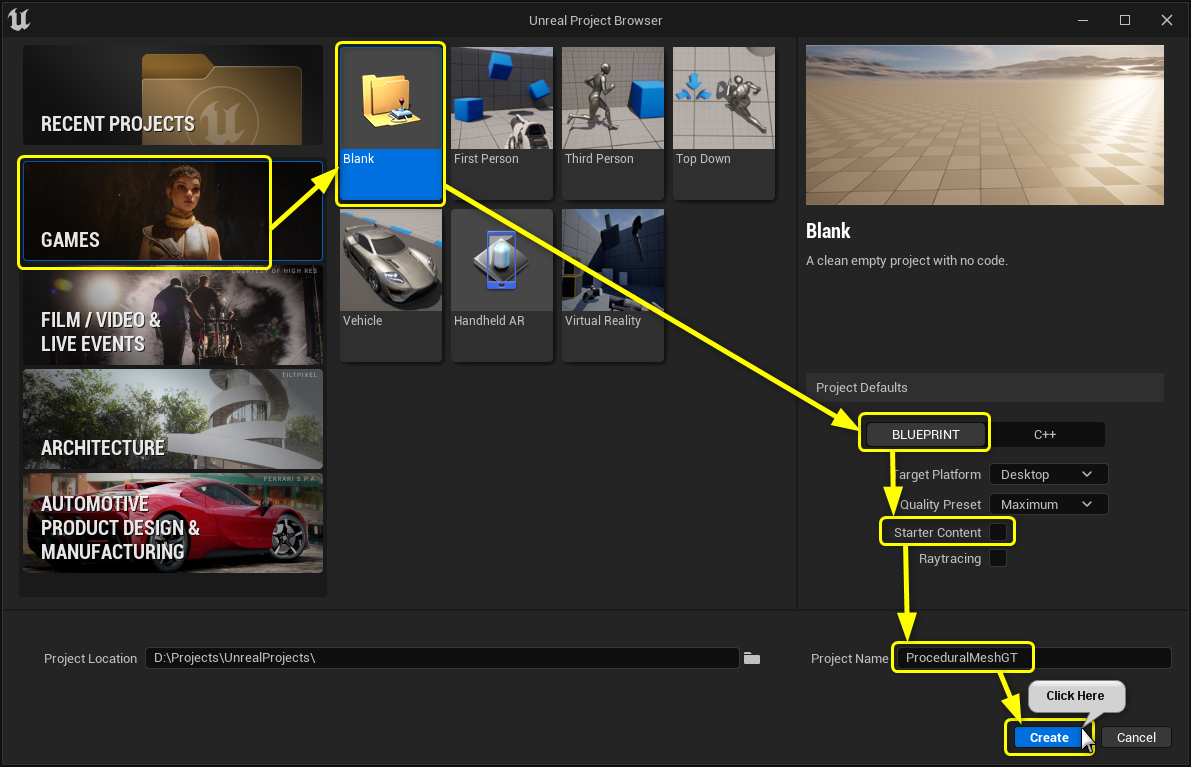 Unreal Project Browser
RECENT PROJECTS
GAMES
COURTESY OF HIGH RES
FILM / VIDEO &
LIVE EVENTS
TILTPIXEL
ARCHITECTURE
FERRARI S.P.A.
AUTOMOTIVE
PRODUCT DESIGN &
MANUFACTURING
Blank
First Person
Third Person
Top Down
Vehicle
Handheld AR
Virtual Reality
Blank
A clean empty project with no code.
Project Defaults
BLUEPRINT
C++
Target Platform
Desktop
Quality Preset
Maximum
Starter Content
Raytracing
Project Location
D:\Projects\UnrealProjects\
Project Name
ProceduralMeshGT
Click Here
Create
Cancel